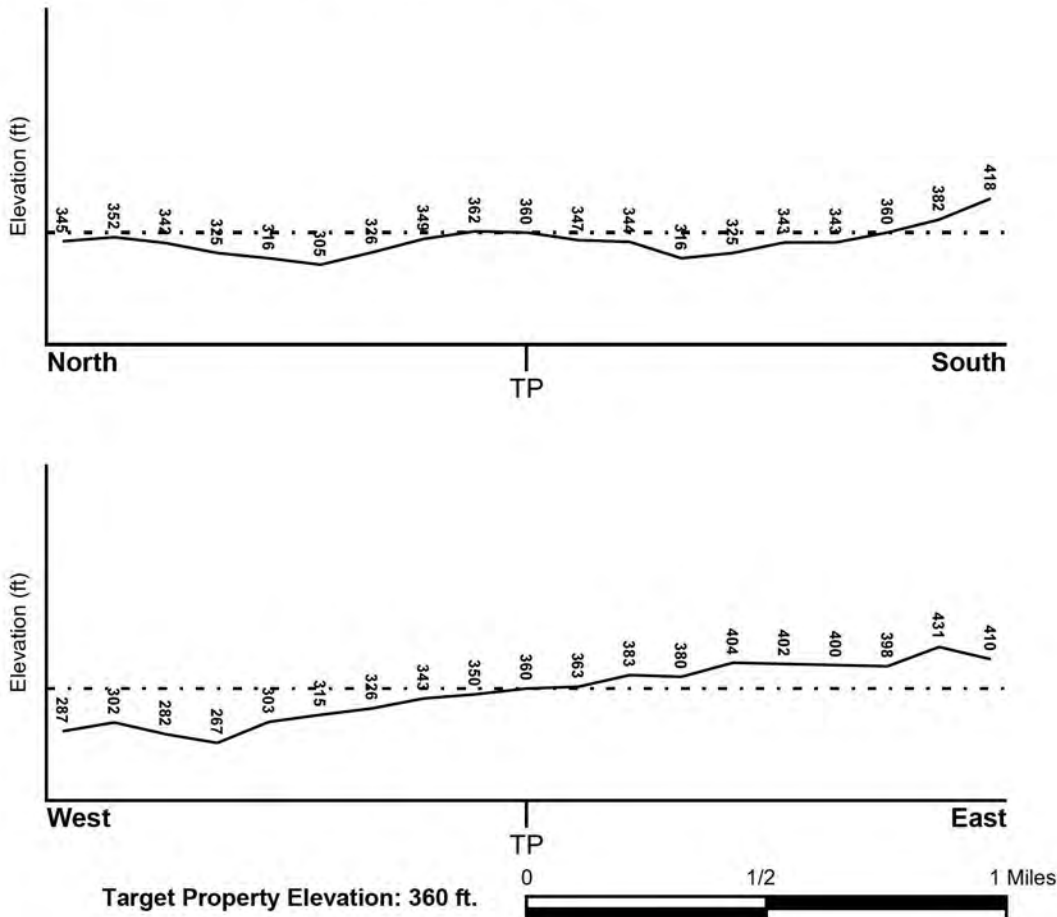 Elevation (ft)
345 352 342 325 316 305 326 349 362 360 347 344 316 325 343 343 360 382 418
North South
TP
Elevation (ft)
287 302 282 267 303 315 326 343 350 360 363 383 380 404 402 400 398 431 410
West East
TP
Target Property Elevation: 360 ft.
0 1/2 1 Miles